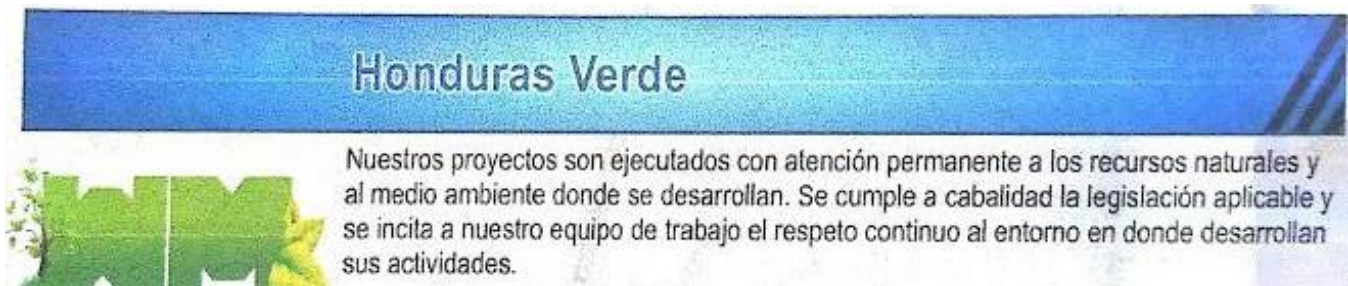 Honduras Verde
Nuestros proyectos son ejecutados con atención permanente a los recursos naturales y
al medio ambiente donde se desarrollan. Se cumple a cabalidad la legislación aplicable y
se incita a nuestro equipo de trabajo el respeto continuo al entorno en donde desarrollan
sus actividades.